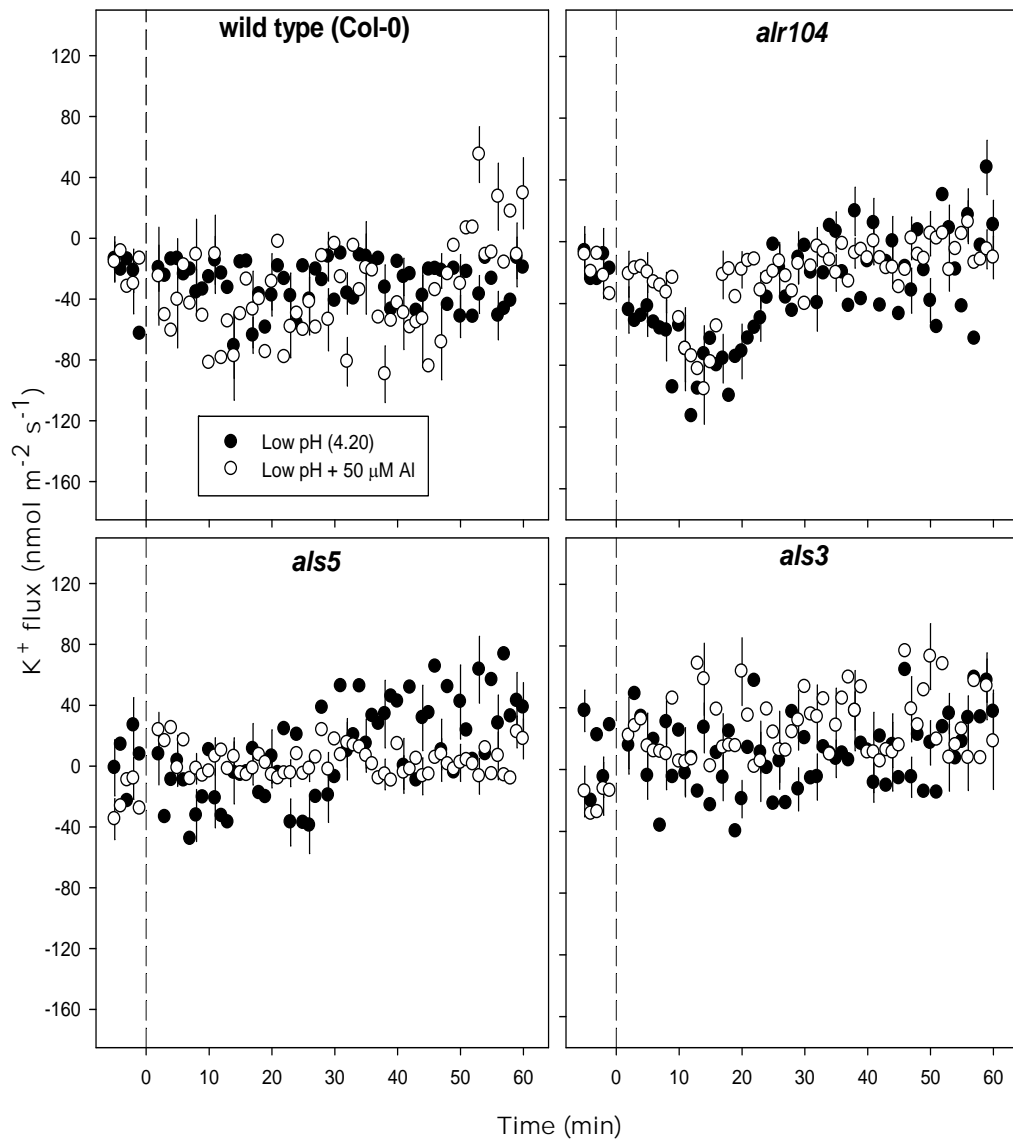 wild type (Col-0)
alr104
120
80
40
0
-40
-80
-120
-160
Low pH (4.20)
Low pH + 50 μM Al
K⁺ flux (nmol m⁻² s⁻¹)
als5
als3
120
80
40
0
-40
-80
-120
-160
0 10 20 30 40 50 60
0 10 20 30 40 50 60
Time (min)